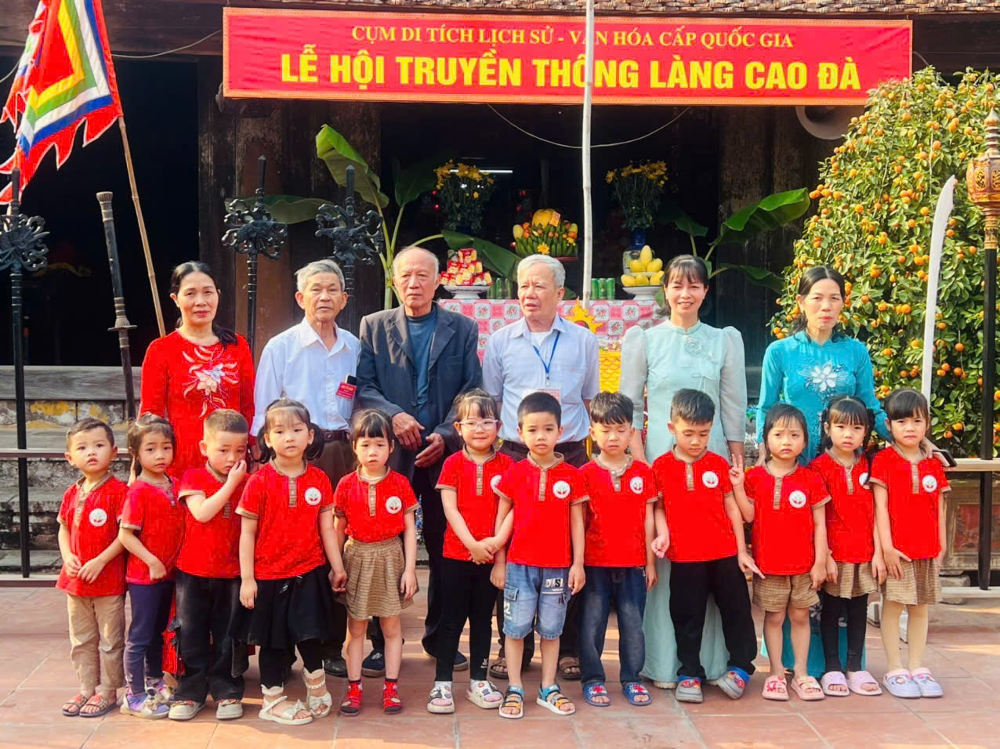 CỤM DI TÍCH LỊCH SỬ - VĂN HÓA CẤP QUỐC GIA
LỄ HỘI TRUYỀN THỐNG LÀNG CAO ĐÀ